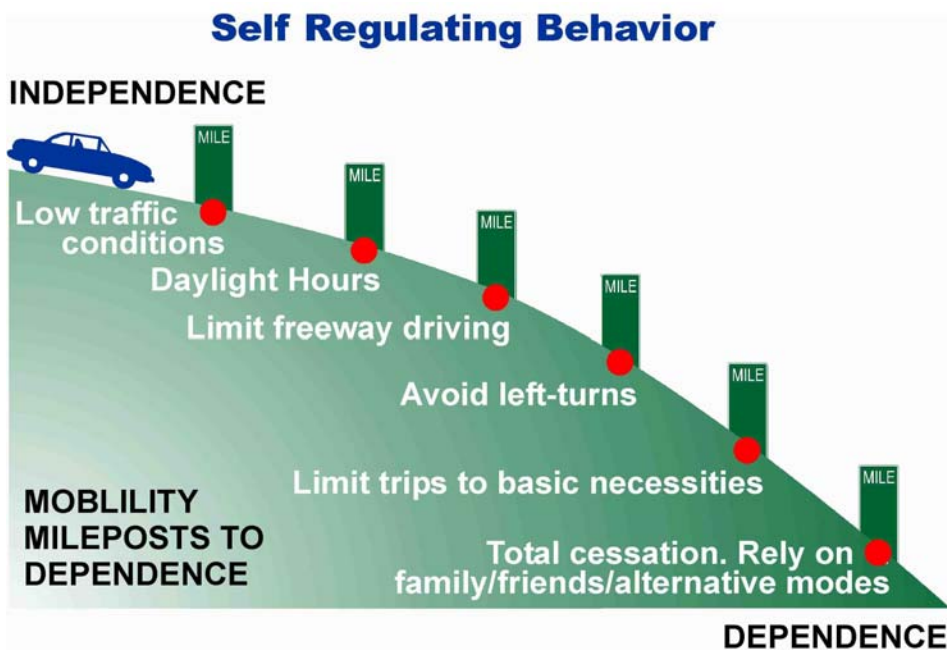 Self Regulating Behavior
INDEPENDENCE
MILE
MILE
MILE
MILE
MILE
MILE
Low traffic
conditions
Daylight Hours
Limit freeway driving
Avoid left-turns
Limit trips to basic necessities
Total cessation. Rely on
family/friends/alternative modes
MOBLILITY
MILEPOSTS TO
DEPENDENCE
DEPENDENCE